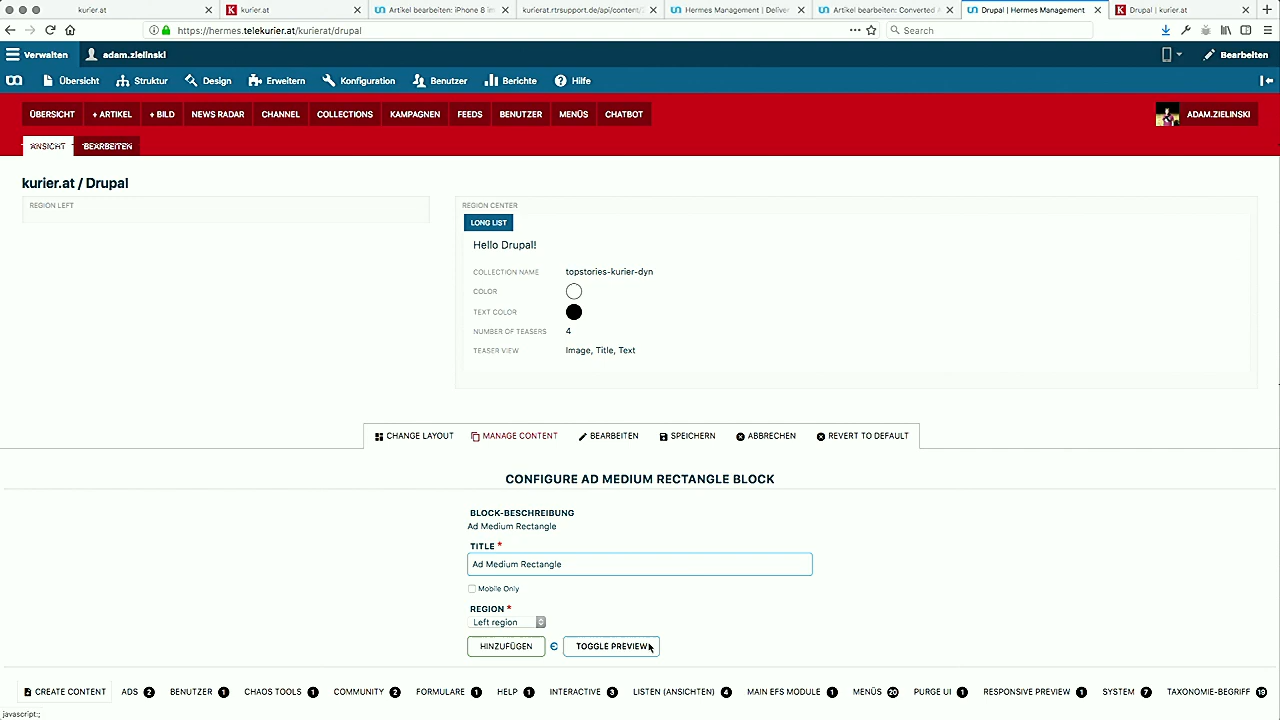 kurier.at
kurier.at
Artikel bearbeiten: iPhone 8 im
kurierat.rtrsupport.de/api/content/
Hermes Management | Deliver
Artikel bearbeiten: Converted A
Drupal | Hermes Management
Drupal | kurier.at
https://hermes.telekurier.at/kurierat/drupal
Search
Verwalten
adam.zielinski
Bearbeiten
Übersicht
Struktur
Design
Erweitern
Konfiguration
Benutzer
Berichte
Hilfe
ÜBERSICHT
+ ARTIKEL
+ BILD
NEWS RADAR
CHANNEL
COLLECTIONS
KAMPAGNEN
FEEDS
BENUTZER
MENÜS
CHATBOT
ADAM.ZIELINSKI
ANSICHT
BEARBEITEN
kurier.at / Drupal
REGION LEFT
REGION CENTER
LONG LIST
Hello Drupal!
COLLECTION NAME topstories-kurier-dyn
COLOR
TEXT COLOR
NUMBER OF TEASERS 4
TEASER VIEW Image, Title, Text
CHANGE LAYOUT
MANAGE CONTENT
BEARBEITEN
SPEICHERN
ABBRECHEN
REVERT TO DEFAULT
CONFIGURE AD MEDIUM RECTANGLE BLOCK
BLOCK-BESCHREIBUNG
Ad Medium Rectangle
TITLE *
Ad Medium Rectangle
Mobile Only
REGION *
Left region
HINZUFÜGEN
TOGGLE PREVIEW
CREATE CONTENT
ADS 2
BENUTZER 1
CHAOS TOOLS 1
COMMUNITY 2
FORMULARE 1
HELP 1
INTERACTIVE 3
LISTEN (ANSICHTEN) 4
MAIN EFS MODULE 1
MENÜS 20
PURGE UI 1
RESPONSIVE PREVIEW 1
SYSTEM 7
TAXONOMIE-BEGRIFF 19
javascript:;